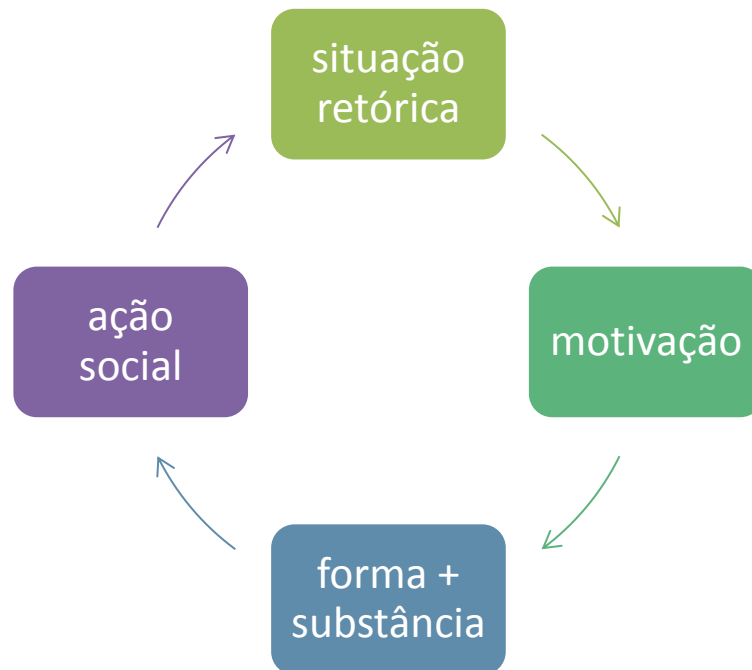 situação
retórica
motivação
forma +
substância
ação
social